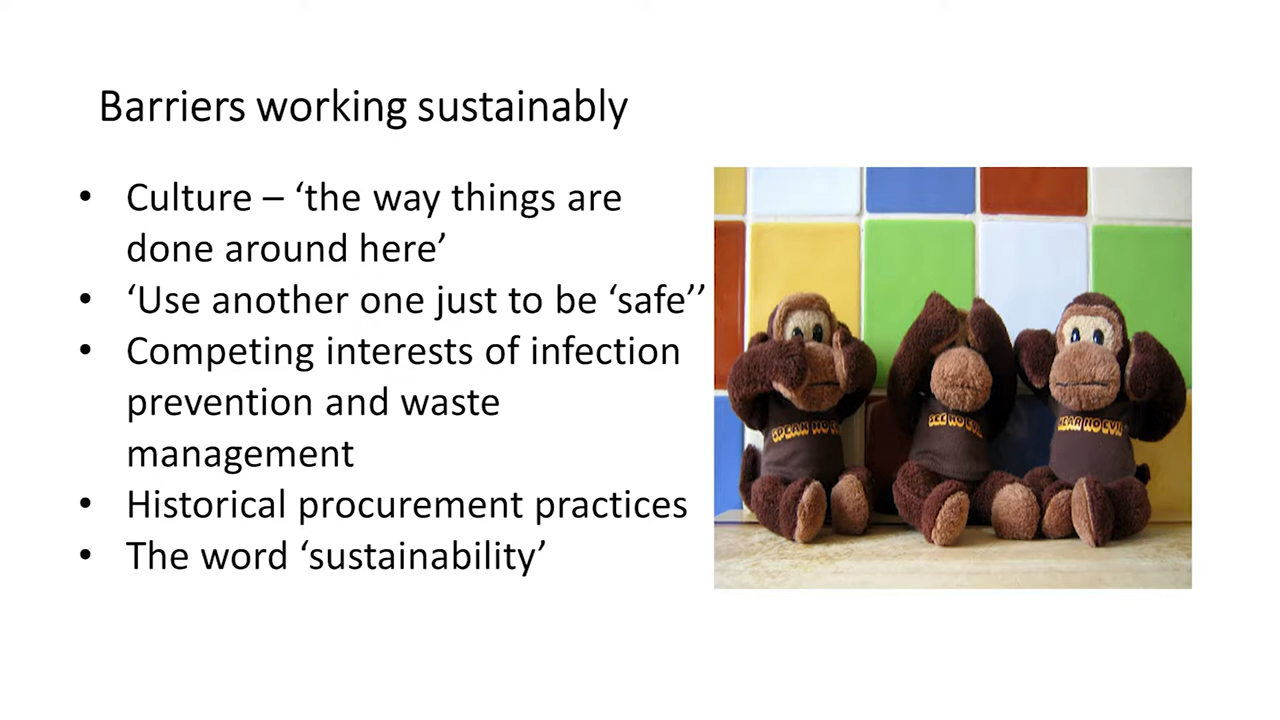 Barriers working sustainably
• Culture – ‘the way things are
done around here’
• ‘Use another one just to be ‘safe’’
• Competing interests of infection
prevention and waste
management
• Historical procurement practices
• The word ‘sustainability’
SPEAK NO
SEE NO EVIL
HEAR NO EVIL